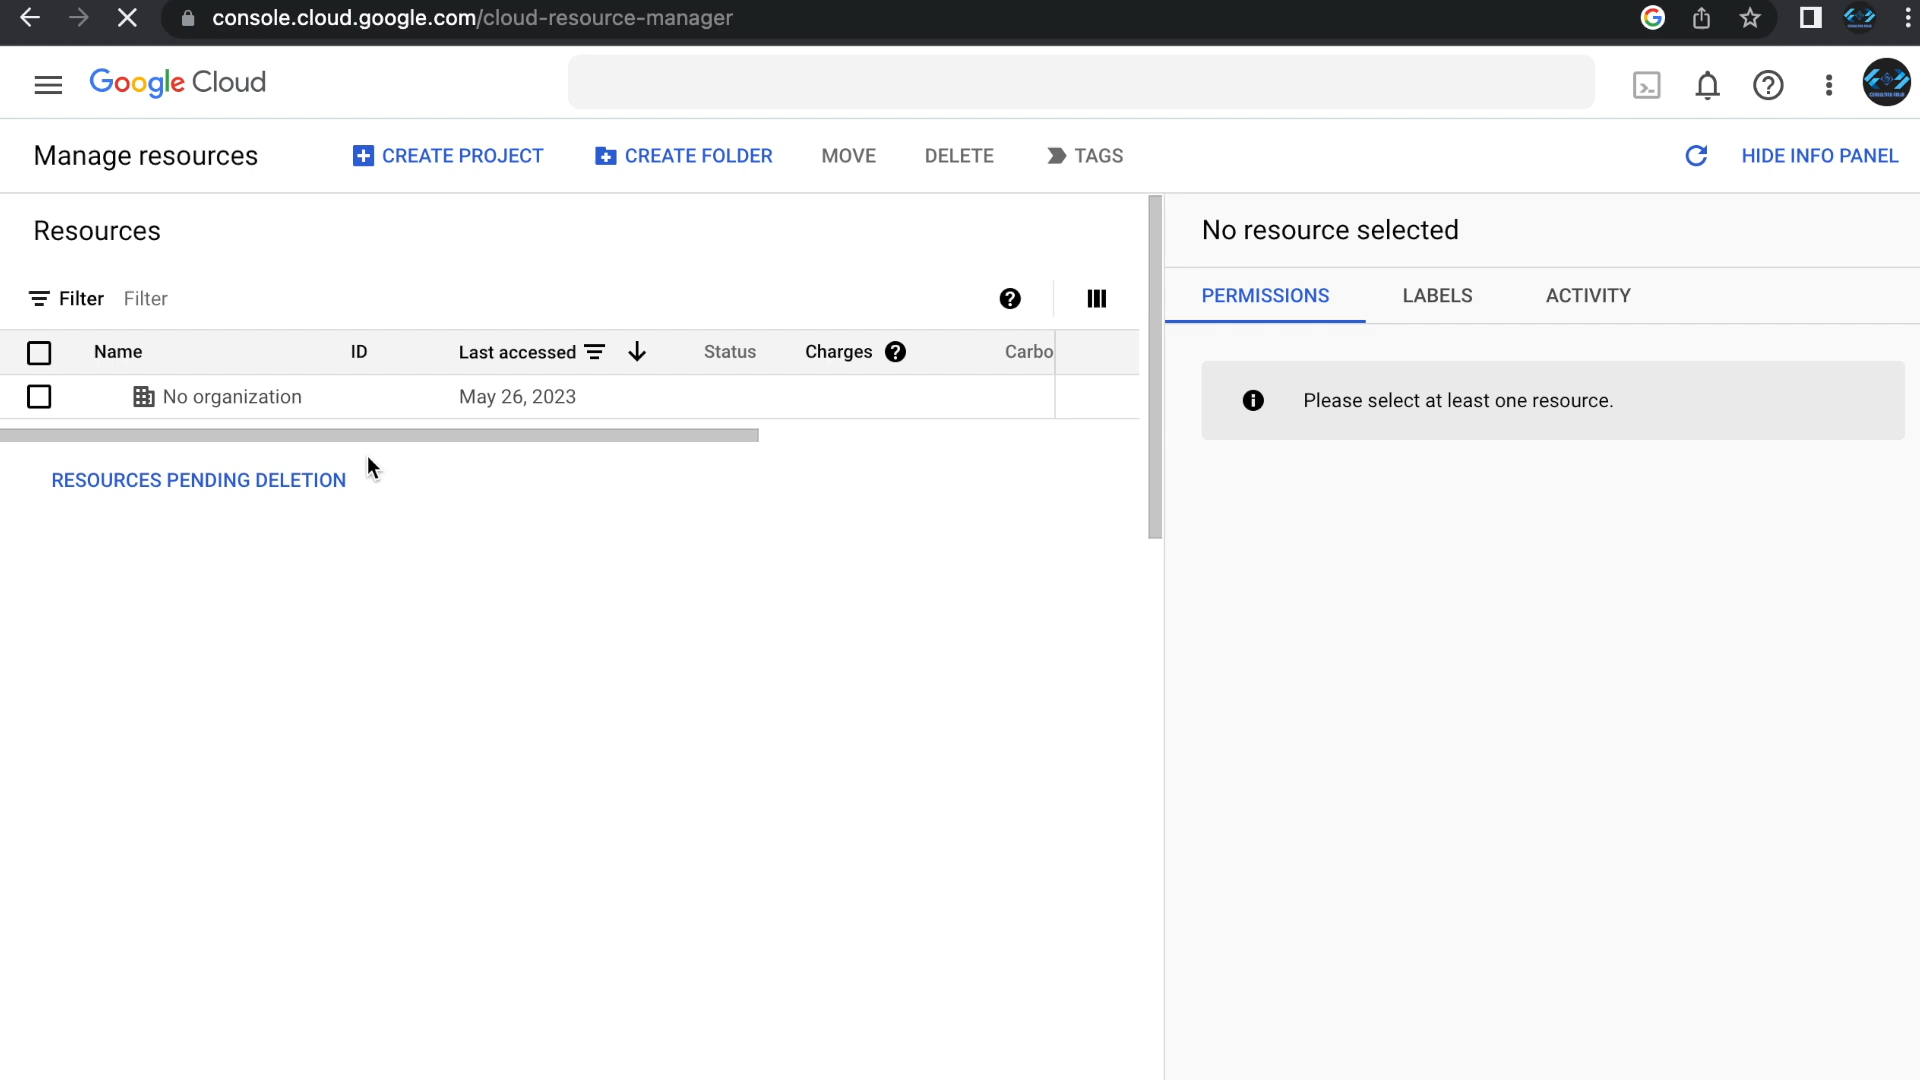 console.cloud.google.com/cloud-resource-manager
Google Cloud
Manage resources CREATE PROJECT CREATE FOLDER MOVE DELETE TAGS HIDE INFO PANEL
Resources
No resource selected
Filter Filter
PERMISSIONS LABELS ACTIVITY
Name ID Last accessed Status Charges Carbo
No organization May 26, 2023
Please select at least one resource.
RESOURCES PENDING DELETION